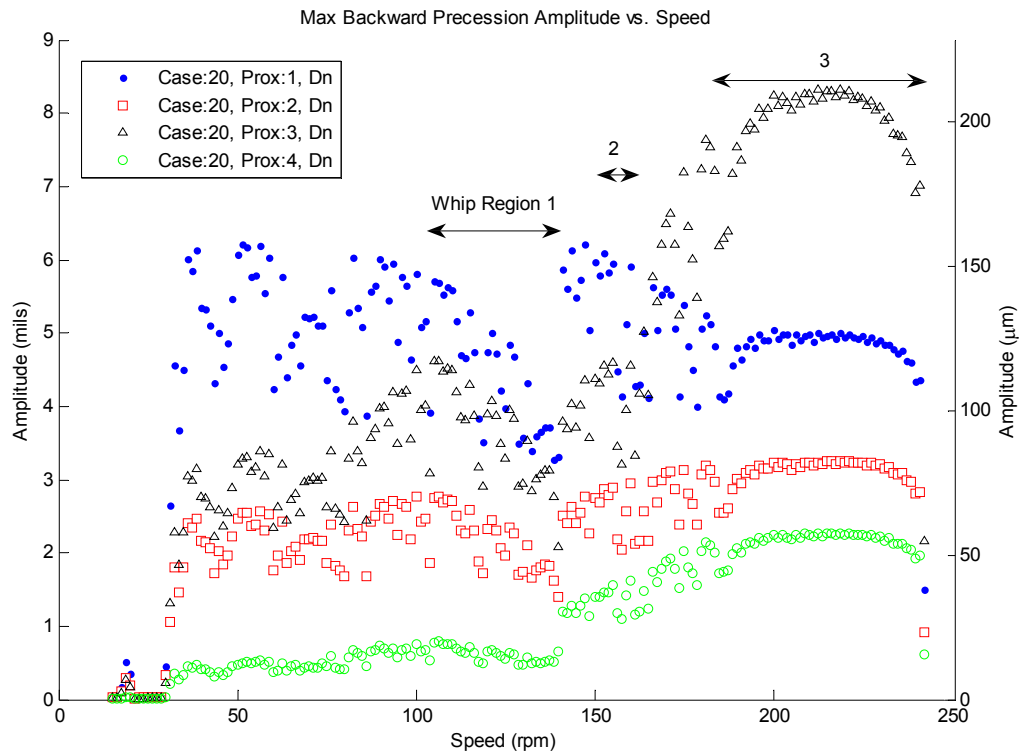 Max Backward Precession Amplitude vs. Speed
Case:20, Prox:1, Dn
Case:20, Prox:2, Dn
Case:20, Prox:3, Dn
Case:20, Prox:4, Dn
Whip Region 1
2
3
Amplitude (mils)
9
8
7
6
5
4
3
2
1
0
Amplitude (μm)
200
150
100
50
0
0
50
100
150
200
250
Speed (rpm)